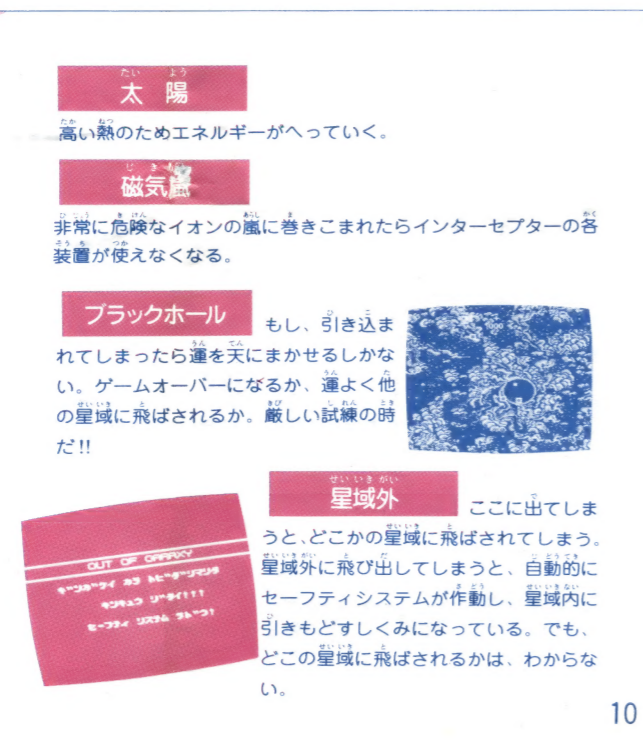 太陽
高い熱のためエネルギーがへっていく。
磁気嵐
非常に危険なイオンの嵐に巻きこまれたらインターセプターの各
装置が使えなくなる。
ブラックホール
もし、引き込ま
れてしまったら運を天にまかせるしかな
い。ゲームオーバーになるか、運よく他
の星域に飛ばされるか。厳しい試練の時
だ!!
星域外
ここに出てしま
うと、どこかの星域に飛ばされてしまう。
星域外に飛び出してしまうと、自動的に
セーフティシステムが作動し、星域内に
引きもどすしくみになっている。でも、
どこの星域に飛ばされるかは、わからな
い。
OUT OF GARAXY
キンキュウ ジタイ!!!
セーフティ システム
10